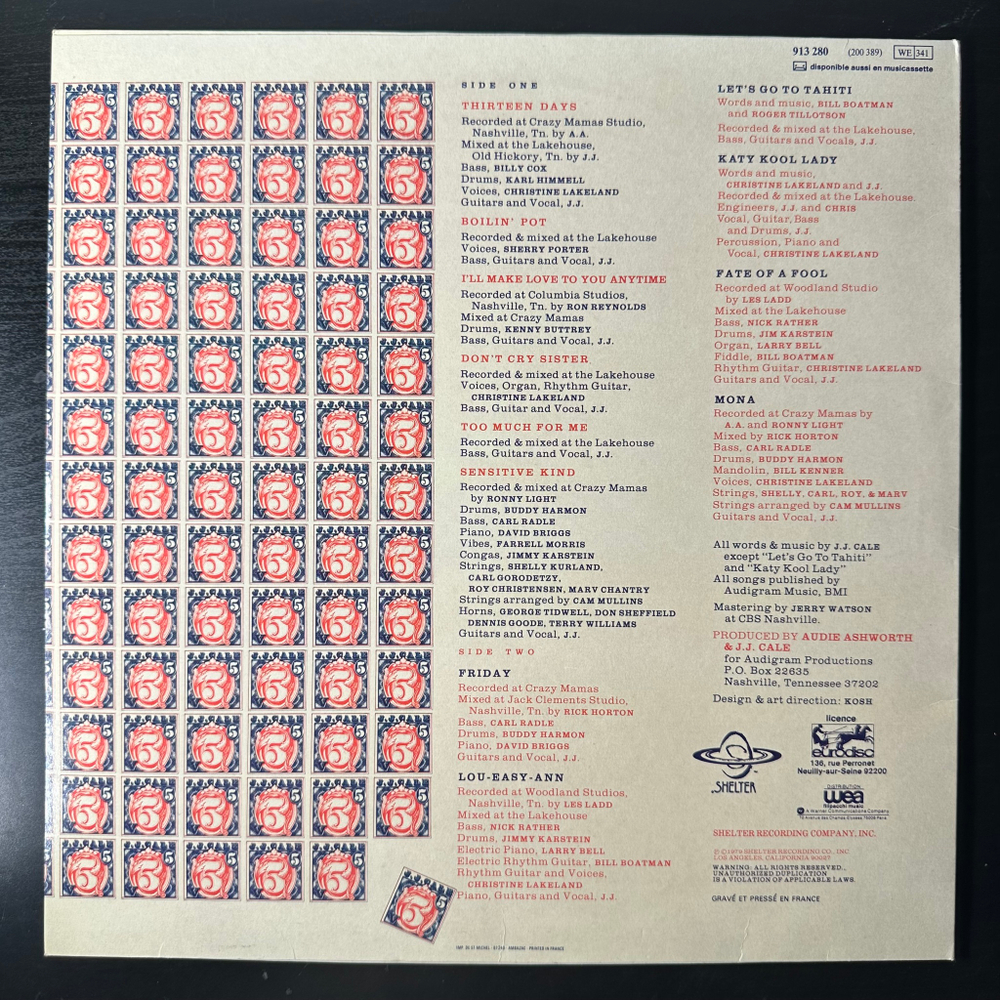 913 280 (200 389) WE 341
disponible aussi en musicassette
SIDE ONE
THIRTEEN DAYS
Recorded at Crazy Mamas Studio,
Nashville, Tn. by A.A.
Mixed at the Lakehouse,
Old Hickory, Tn. by J.J.
Bass, BILLY COX
Drums, KARL HIMMELL
Voices, CHRISTINE LAKELAND
Guitars and Vocal, J.J.
BOILIN' POT
Recorded & mixed at the Lakehouse
Voices, SHERRY PORTER
Bass, Guitars and Vocal, J.J.
I'LL MAKE LOVE TO YOU ANYTIME
Recorded at Columbia Studios,
Nashville, Tn. by RON REYNOLDS
Mixed at Crazy Mamas
Drums, KENNY BUTTREY
Bass, Guitars and Vocal, J.J.
DON'T CRY SISTER
Recorded & mixed at the Lakehouse
Voices, Organ, Rhythm Guitar,
CHRISTINE LAKELAND
Bass, Guitar and Vocal, J.J.
TOO MUCH FOR ME
Recorded & mixed at the Lakehouse
Bass, Guitars and Vocal, J.J.
SENSITIVE KIND
Recorded & mixed at Crazy Mamas
by RONNY LIGHT
Drums, BUDDY HARMON
Bass, CARL RADLE
Piano, DAVID BRIGGS
Vibes, FARRELL MORRIS
Congas, JIMMY KARSTEIN
Strings, SHELLY KURLAND,
CARL GORODETZY,
ROY CHRISTENSEN, MARV CHANTRY
Strings arranged by CAM MULLINS
Horns, GEORGE TIDWELL, DON SHEFFIELD
DENNIS GOODE, TERRY WILLIAMS
Guitars and Vocal, J.J.
SIDE TWO
FRIDAY
Recorded at Crazy Mamas
Mixed at Jack Clements Studio,
Nashville, Tn. by RICK HORTON
Bass, CARL RADLE
Drums, BUDDY HARMON
Piano, DAVID BRIGGS
Guitars and Vocal, J.J.
LOU-EASY-ANN
Recorded at Woodland Studios,
Nashville, Tn. by LES LADD
Mixed at the Lakehouse
Bass, NICK RATHER
Drums, JIMMY KARSTEIN
Electric Piano, LARRY BELL
Electric Rhythm Guitar, BILL BOATMAN
Rhythm Guitar and Voices,
CHRISTINE LAKELAND
Piano, Guitars and Vocal, J.J.
LET'S GO TO TAHITI
Words and music, BILL BOATMAN
and ROGER TILLOTSON
Recorded & mixed at the Lakehouse,
Bass, Guitars and Vocals, J.J.
KATY KOOL LADY
Words and music,
CHRISTINE LAKELAND and J.J.
Recorded & mixed at the Lakehouse.
Engineers, J.J. and CHRIS
Vocal, Guitar, Bass
and Drums, J.J.
Percussion, Piano and
Vocal, CHRISTINE LAKELAND
FATE OF A FOOL
Recorded at Woodland Studio
by LES LADD
Mixed at the Lakehouse
Bass, NICK RATHER
Drums, JIM KARSTEIN
Organ, LARRY BELL
Fiddle, BILL BOATMAN
Rhythm Guitar, CHRISTINE LAKELAND
Guitars and Vocal, J.J.
MONA
Recorded at Crazy Mamas by
A.A. and RONNY LIGHT
Mixed by RICK HORTON
Bass, CARL RADLE
Drums, BUDDY HARMON
Mandolin, BILL KENNER
Voices, CHRISTINE LAKELAND
Strings, SHELLY, CARL, ROY, & MARV
Strings arranged by CAM MULLINS
Guitars and Vocal, J.J.
All words & music by J.J. CALE
except "Let's Go To Tahiti"
and "Katy Kool Lady"
All songs published by
Audigram Music, BMI
Mastering by JERRY WATSON
at CBS Nashville.
PRODUCED BY AUDIE ASHWORTH
& J.J. CALE
for Audigram Productions
P.O. Box 22635
Nashville, Tennessee 37202
Design & art direction: KOSH
SHELTER
licence
eurodisc
136, rue Perronet
Neuilly-sur-Seine 92200
DISTRIBUTION
wea
filipacchi music
A Warner Communications Company
SHELTER RECORDING COMPANY, INC.
℗ © 1979 SHELTER RECORDING CO., INC.
LOS ANGELES, CALIFORNIA 90027
WARNING: ALL RIGHTS RESERVED.,
UNAUTHORIZED DUPLICATION
IS A VIOLATION OF APPLICABLE LAWS.
GRAVÉ ET PRESSÉ EN FRANCE
J.J. CALE
5